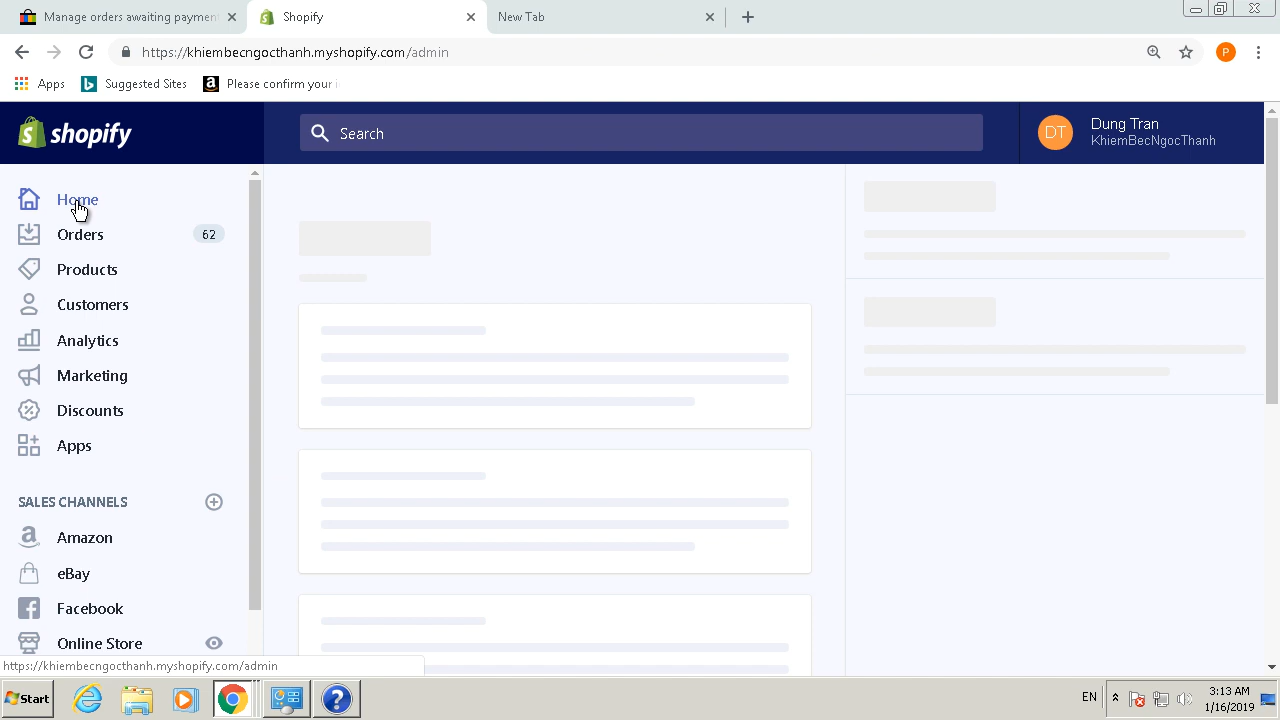 Manage orders awaiting payment
Shopify
New Tab
https://khiembecngocthanh.myshopify.com/admin
P
Apps
Suggested Sites
Please confirm your i
shopify
Search
DT
Dung Tran
KhiemBecNgocThanh
Home
Orders
62
Products
Customers
Analytics
Marketing
Discounts
Apps
SALES CHANNELS
Amazon
eBay
Facebook
Online Store
https://khiembecngocthanh.myshopify.com/admin
Start
EN
3:13 AM
1/16/2019